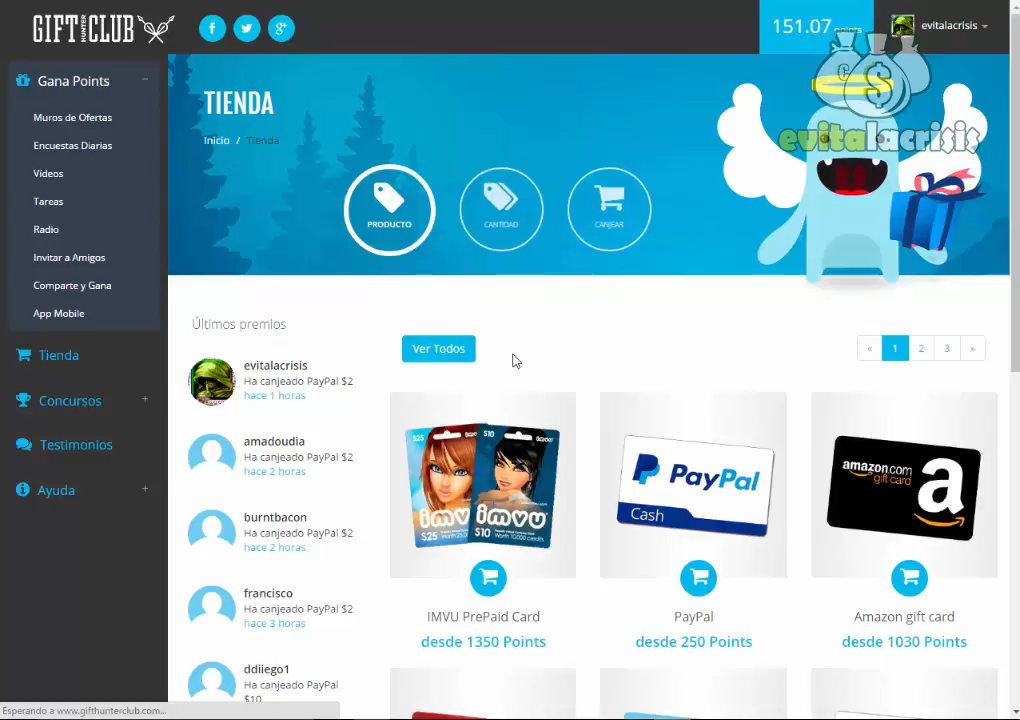 GIFT HUNTER CLUB
151.07 points
evitalacrisis
Gana Points
Muros de Ofertas
Encuestas Diarias
Vídeos
Tareas
Radio
Invitar a Amigos
Comparte y Gana
App Mobile
Tienda
Concursos
Testimonios
Ayuda
TIENDA
Inicio / Tienda
PRODUCTO
CANTIDAD
CANJEAR
evitalacrisis
Últimos premios
evitalacrisis
Ha canjeado PayPal $2
hace 1 horas
amadoudia
Ha canjeado PayPal $2
hace 2 horas
burntbacon
Ha canjeado PayPal $2
hace 2 horas
francisco
Ha canjeado PayPal $2
hace 3 horas
ddiiego1
Ha canjeado PayPal
$10
Ver Todos
« 1 2 3 »
$25 $10
imvu imvu
$25 $10
IMVU PrePaid Card
desde 1350 Points
PayPal
Cash
PayPal
desde 250 Points
amazon.com
gift card
Amazon gift card
desde 1030 Points
Esperando a www.gifthunterclub.com...